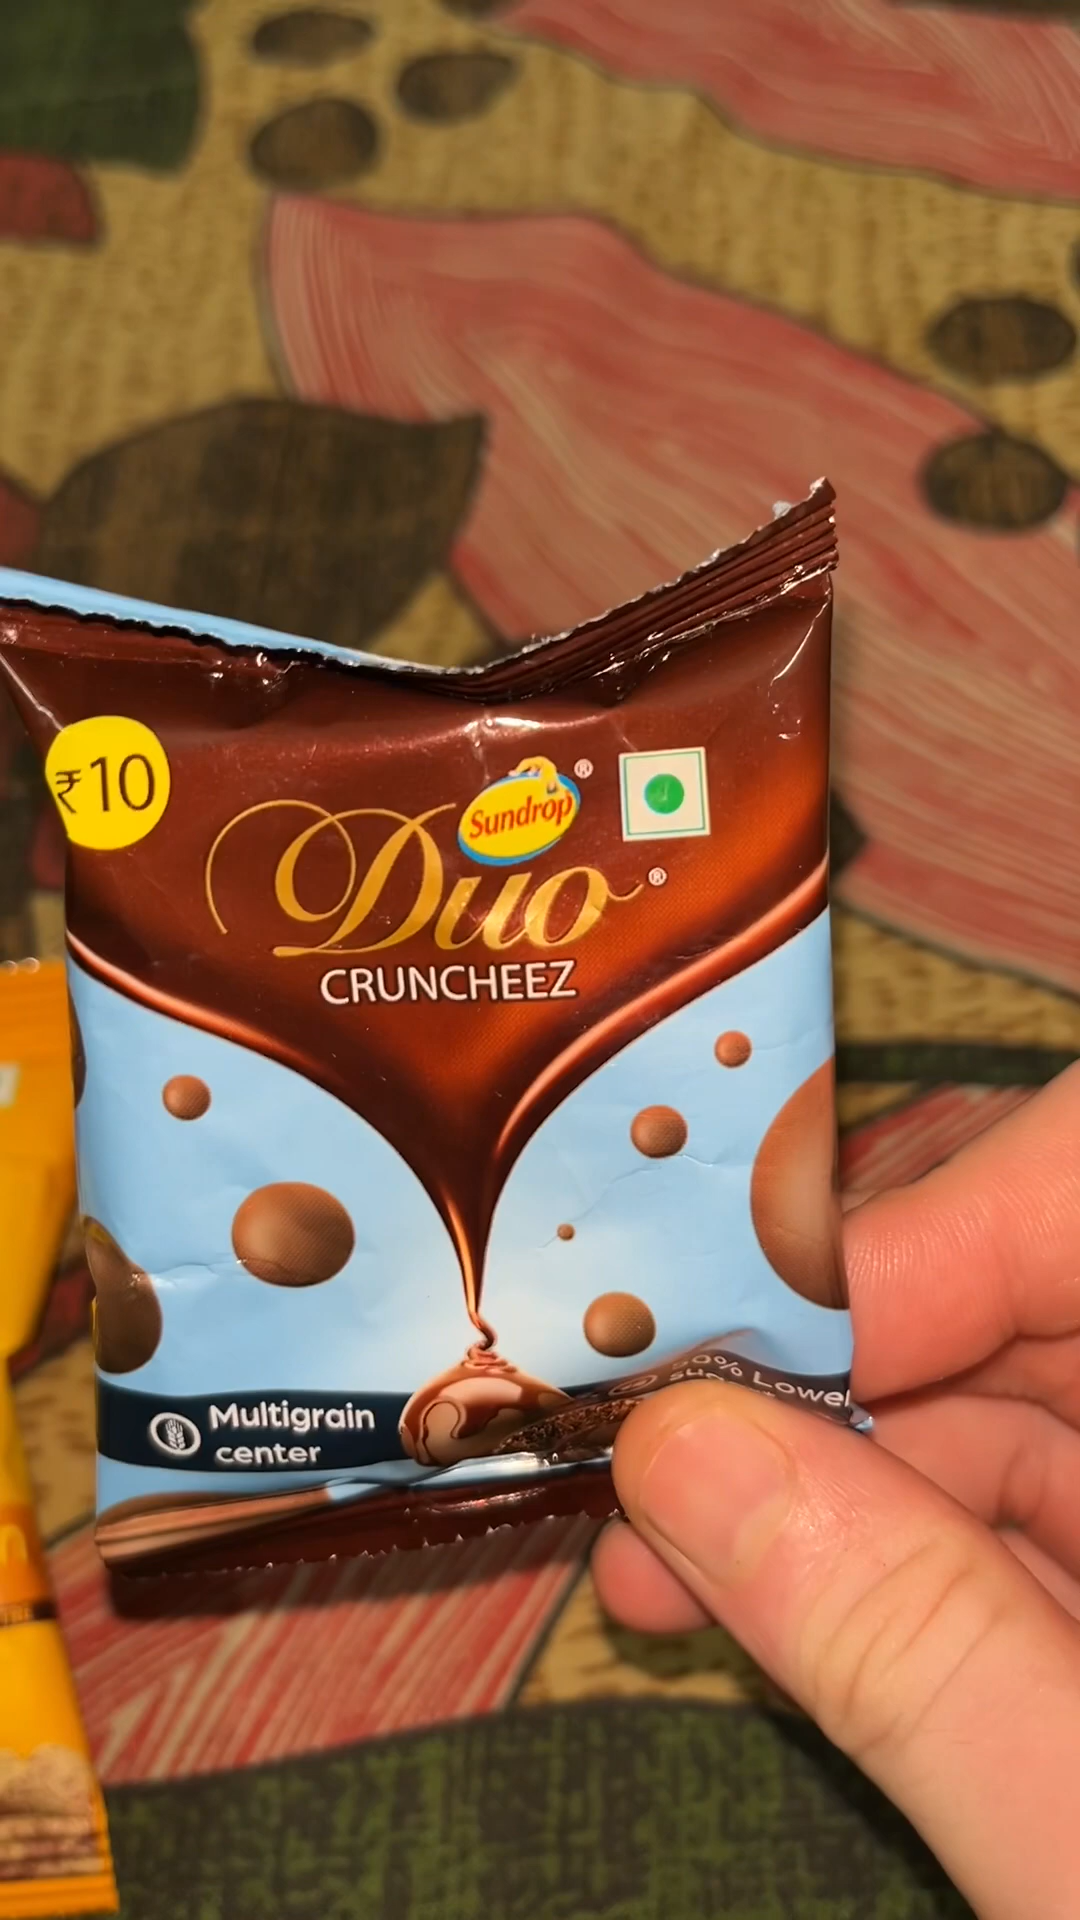 ₹10
Sundrop®
Duo®
CRUNCHEEZ
Multigrain
center
Lower